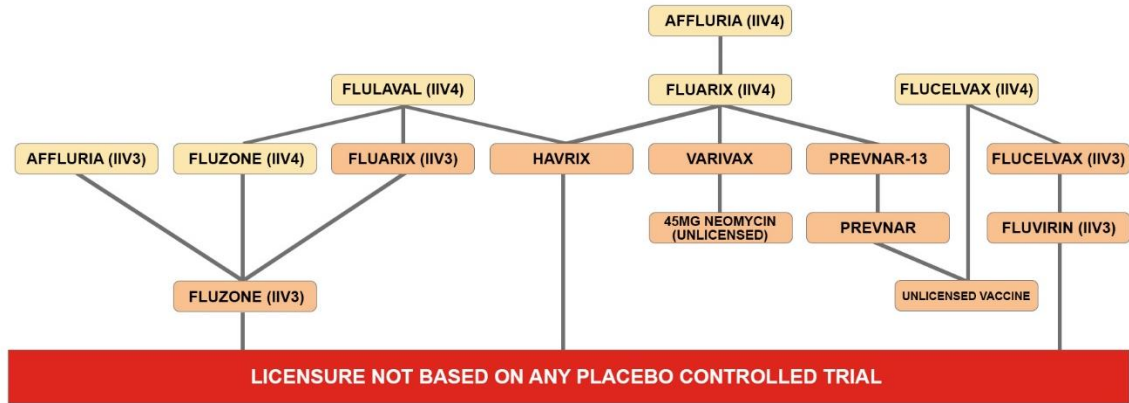 AFFLURIA (IIV4)
FLULAVAL (IIV4)
FLUARIX (IIV4)
FLUCELVAX (IIV4)
AFFLURIA (IIV3)
FLUZONE (IIV4)
FLUARIX (IIV3)
HAVRIX
VARIVAX
PREVNAR-13
FLUCELVAX (IIV3)
45MG NEOMYCIN
(UNLICENSED)
PREVNAR
FLUVIRIN (IIV3)
FLUZONE (IIV3)
UNLICENSED VACCINE
LICENSURE NOT BASED ON ANY PLACEBO CONTROLLED TRIAL